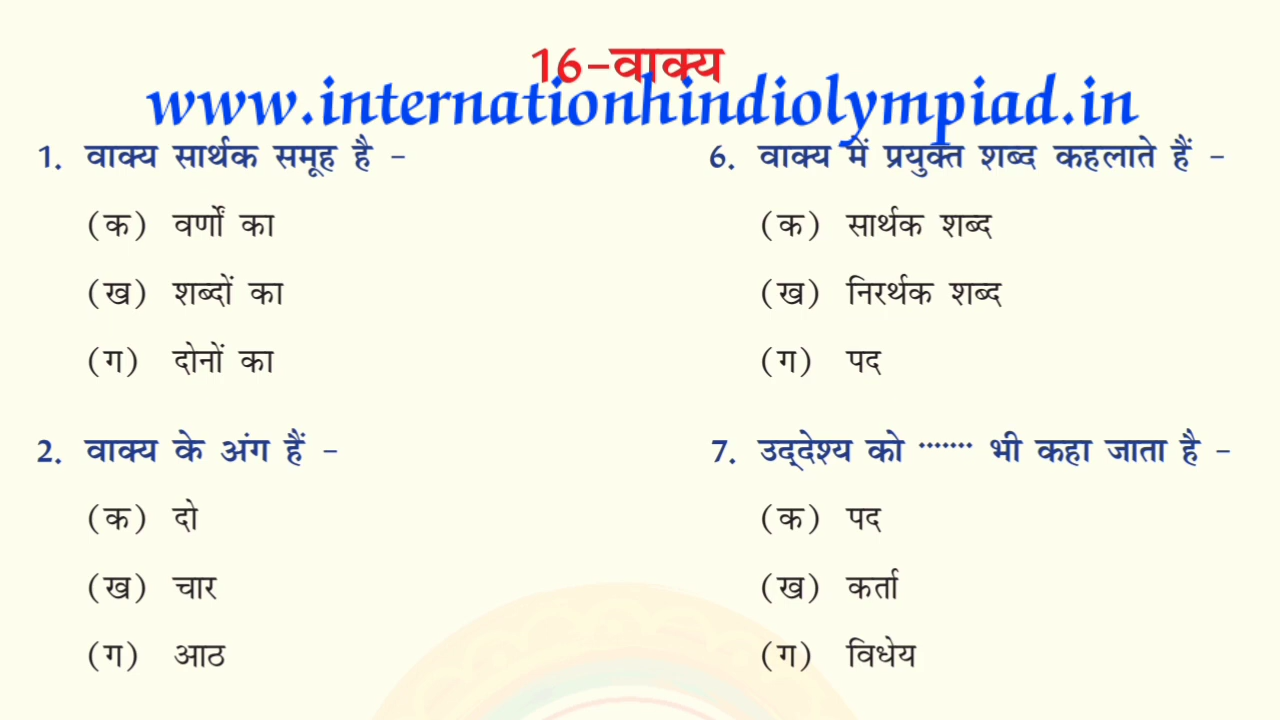 16-वाक्य
www.internationhindiolympiad.in
1. वाक्य सार्थक समूह है -
(क) वर्णों का
(ख) शब्दों का
(ग) दोनों का
2. वाक्य के अंग हैं -
(क) दो
(ख) चार
(ग) आठ
6. वाक्य में प्रयुक्त शब्द कहलाते हैं -
(क) सार्थक शब्द
(ख) निरर्थक शब्द
(ग) पद
7. उद्‌देश्य को ....... भी कहा जाता है -
(क) पद
(ख) कर्ता
(ग) विधेय